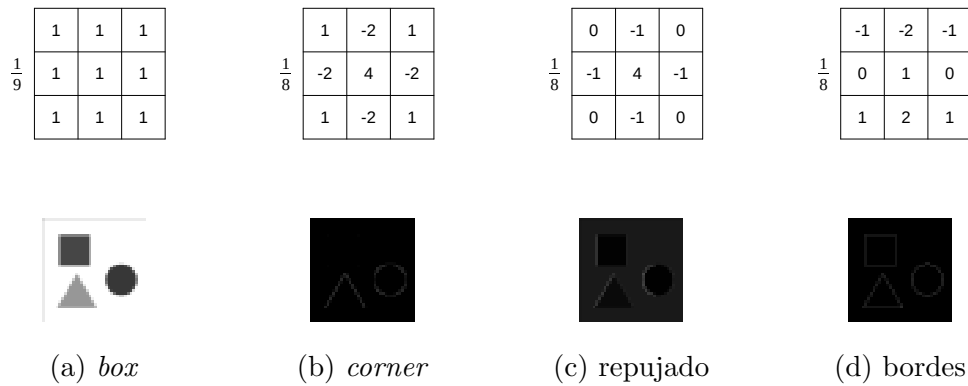 1 1 1
1/9 1 1 1
1 1 1
1 -2 1
1/8 -2 4 -2
1 -2 1
0 -1 0
1/8 -1 4 -1
0 -1 0
-1 -2 -1
1/8 0 1 0
1 2 1
(a) box
(b) corner
(c) repujado
(d) bordes